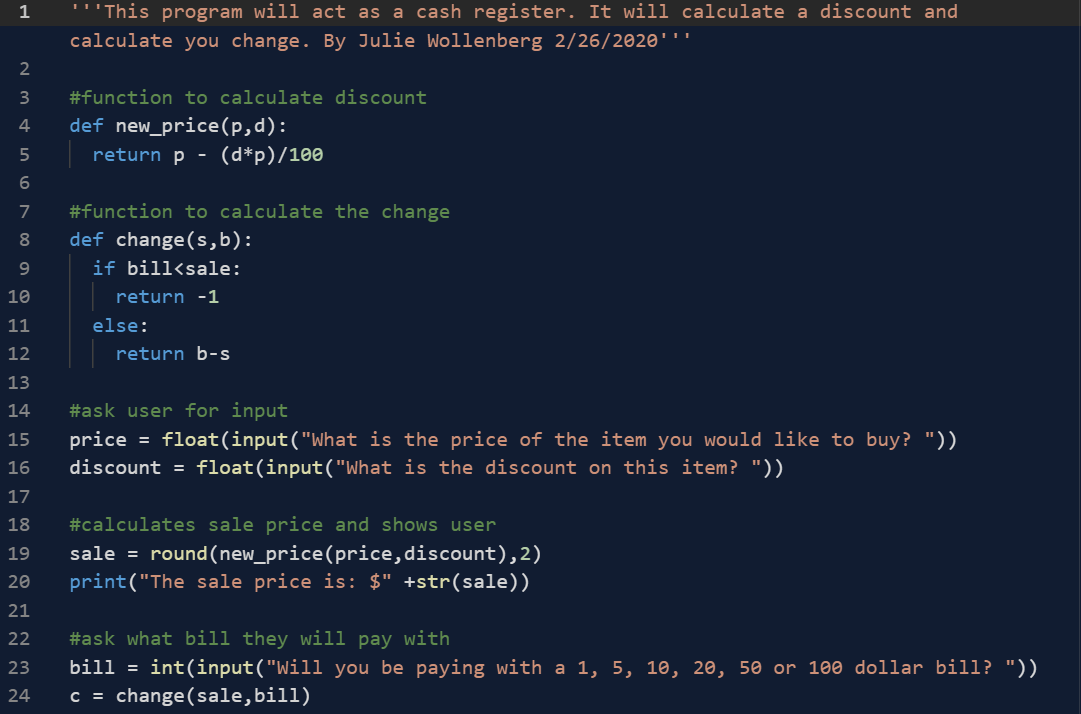 1 '''This program will act as a cash register. It will calculate a discount and
calculate you change. By Julie Wollenberg 2/26/2020'''
2
3 #function to calculate discount
4 def new_price(p,d):
5   return p - (d*p)/100
6
7 #function to calculate the change
8 def change(s,b):
9   if bill<sale:
10     return -1
11   else:
12     return b-s
13
14 #ask user for input
15 price = float(input("What is the price of the item you would like to buy? "))
16 discount = float(input("What is the discount on this item? "))
17
18 #calculates sale price and shows user
19 sale = round(new_price(price,discount),2)
20 print("The sale price is: $" +str(sale))
21
22 #ask what bill they will pay with
23 bill = int(input("Will you be paying with a 1, 5, 10, 20, 50 or 100 dollar bill? "))
24 c = change(sale,bill)